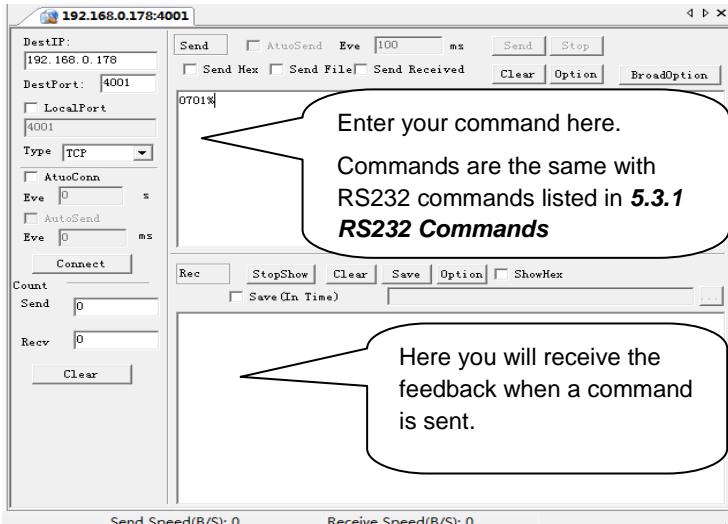 192.168.0.178:4001
DestIP:
192.168.0.178
DestPort: 4001
LocalPort
4001
Type TCP
AtuoConn
Eve 0 s
AutoSend
Eve 0 ms
Connect
Count
Send 0
Recv 0
Clear
Send AtuoSend Eve 100 ms Send Stop
Send Hex Send File Send Received Clear Option BroadOption
0701%
Enter your command here.
Commands are the same with
RS232 commands listed in 5.3.1
RS232 Commands
Rec StopShow Clear Save Option ShowHex
Save(In Time) ...
Here you will receive the
feedback when a command
is sent.
Send Speed(B/S): 0 Receive Speed(B/S): 0